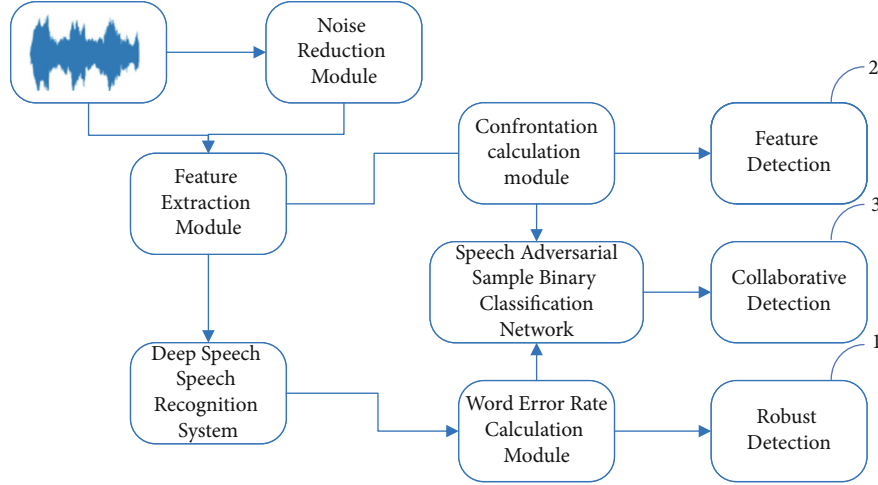 Noise
Reduction
Module
2
Confrontation
calculation
module
Feature
Detection
Feature
Extraction
Module
3
Speech Adversarial
Sample Binary
Classification
Network
Collaborative
Detection
1
Deep Speech
Speech
Recognition
System
Word Error Rate
Calculation
Module
Robust
Detection